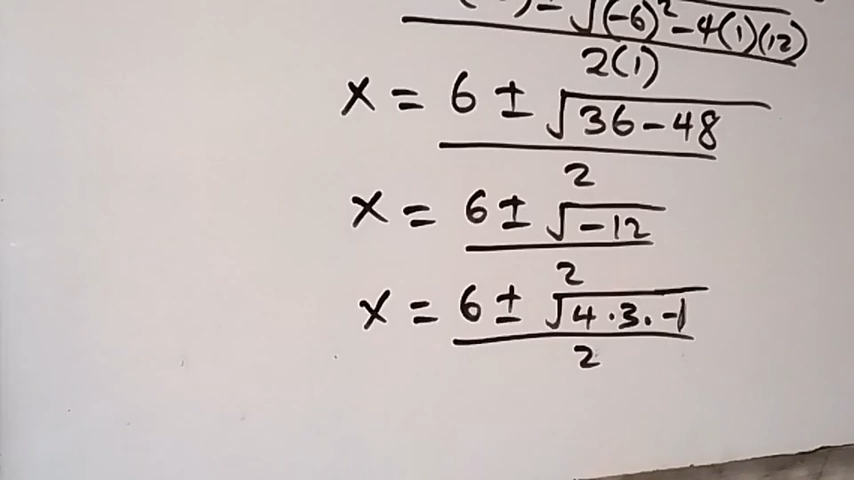 ± √(-6)² - 4(1)(12)
2(1)
x = 6 ± √36 - 48
2
x = 6 ± √-12
2
x = 6 ± √4 · 3 . -1
2